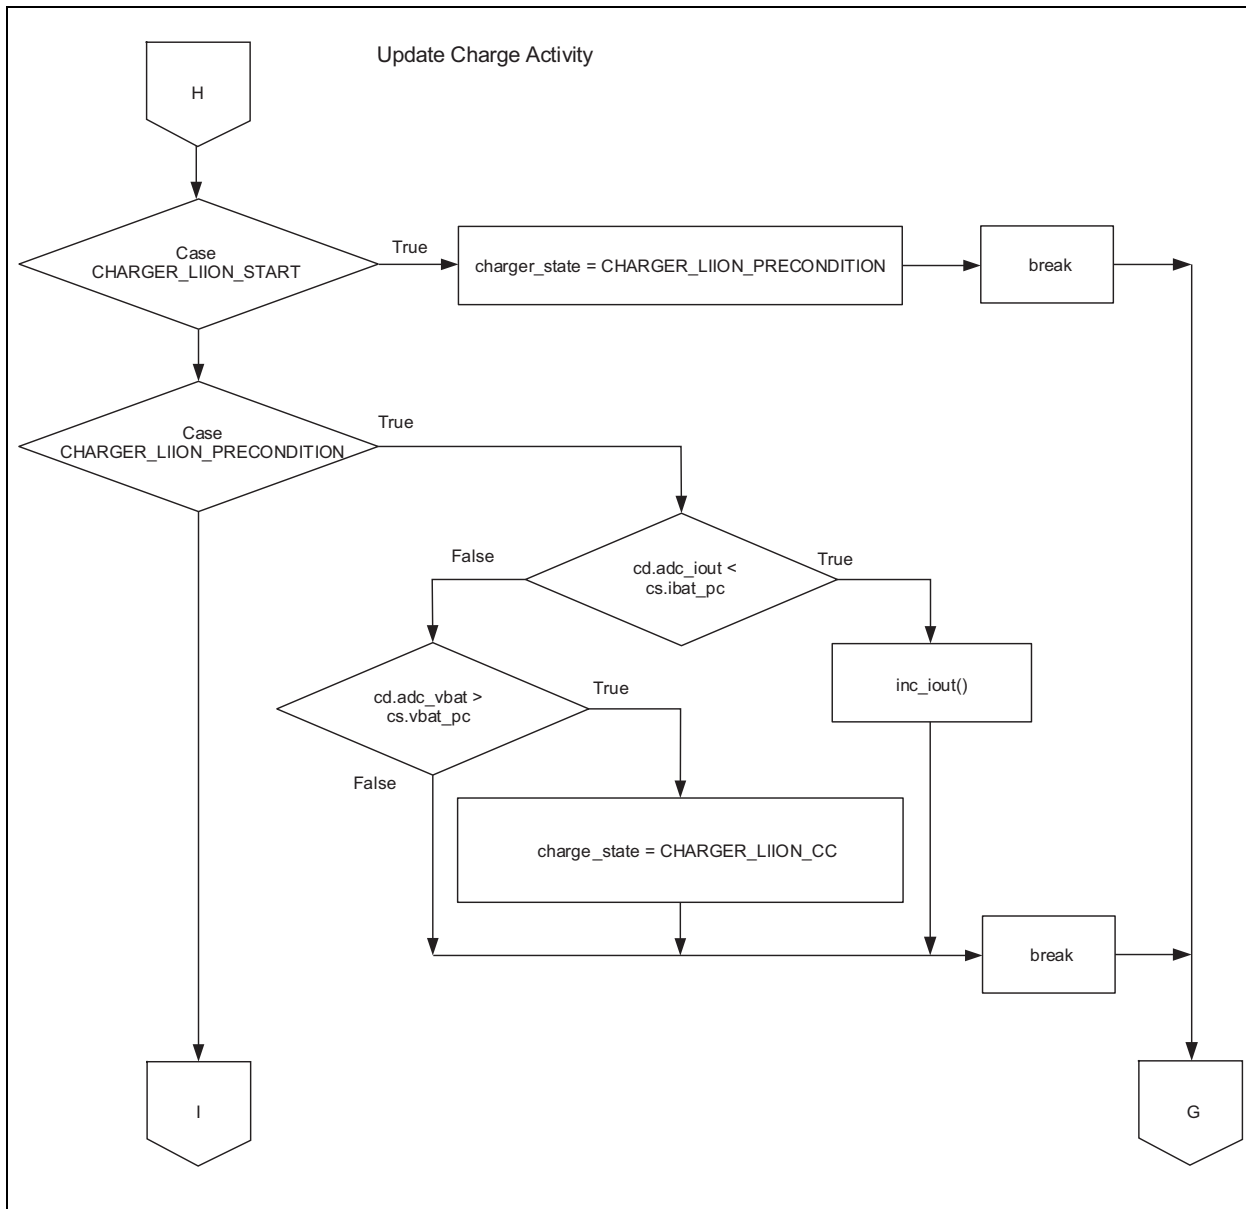 Update Charge Activity
H
Case
CHARGER_LIION_START
True
charger_state = CHARGER_LIION_PRECONDITION
break
Case
CHARGER_LIION_PRECONDITION
True
cd.adc_iout <
cs.ibat_pc
False
True
cd.adc_vbat >
cs.vbat_pc
True
False
inc_iout()
charge_state = CHARGER_LIION_CC
break
I
G